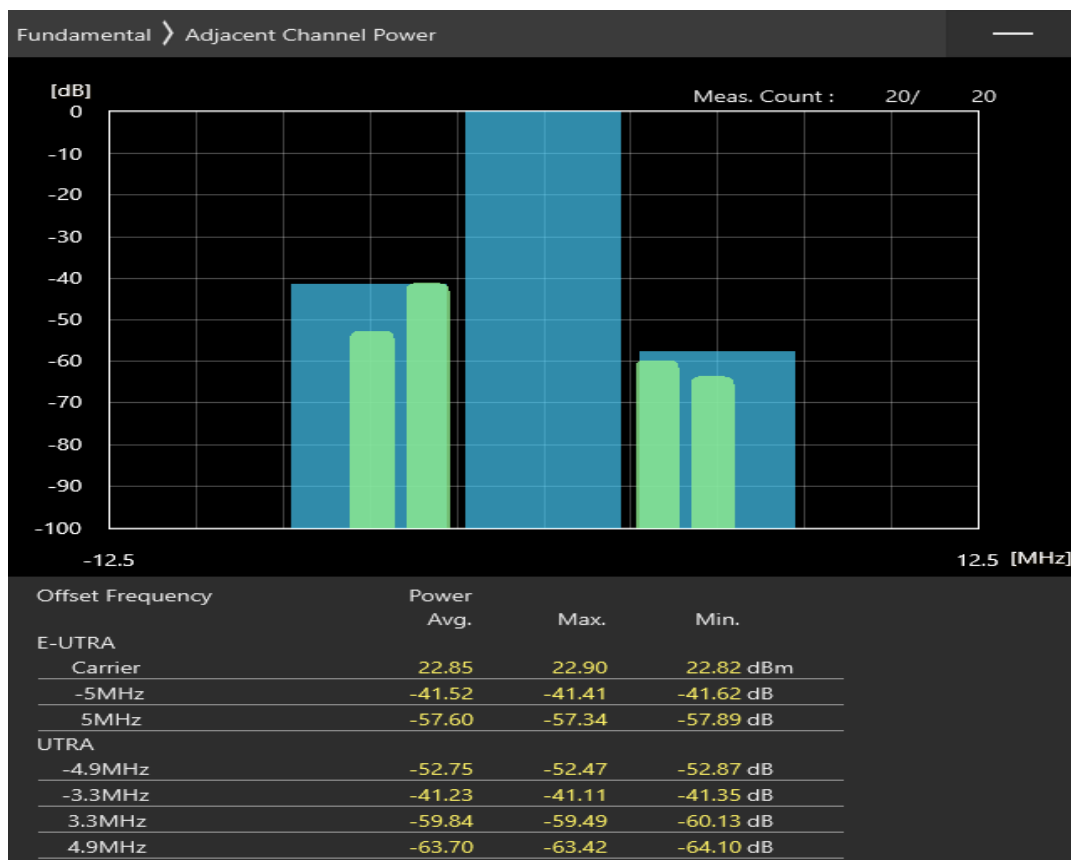 Fundamental ❯ Adjacent Channel Power
[dB]
Meas. Count : 20/ 20
0
-10
-20
-30
-40
-50
-60
-70
-80
-90
-100
-12.5 12.5 [MHz]
Offset Frequency Power
Avg. Max. Min.
E-UTRA
Carrier 22.85 22.90 22.82 dBm
-5MHz -41.52 -41.41 -41.62 dB
5MHz -57.60 -57.34 -57.89 dB
UTRA
-4.9MHz -52.75 -52.47 -52.87 dB
-3.3MHz -41.23 -41.11 -41.35 dB
3.3MHz -59.84 -59.49 -60.13 dB
4.9MHz -63.70 -63.42 -64.10 dB